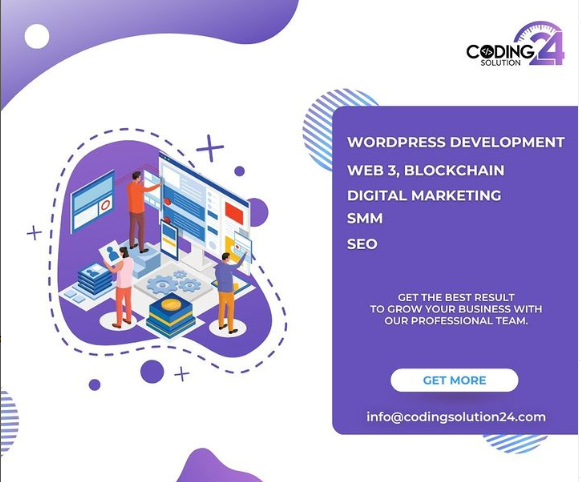 CODING 24
SOLUTION
WORDPRESS DEVELOPMENT
WEB 3, BLOCKCHAIN
DIGITAL MARKETING
SMM
SEO
GET THE BEST RESULT
TO GROW YOUR BUSINESS WITH
OUR PROFESSIONAL TEAM.
GET MORE
info@codingsolution24.com